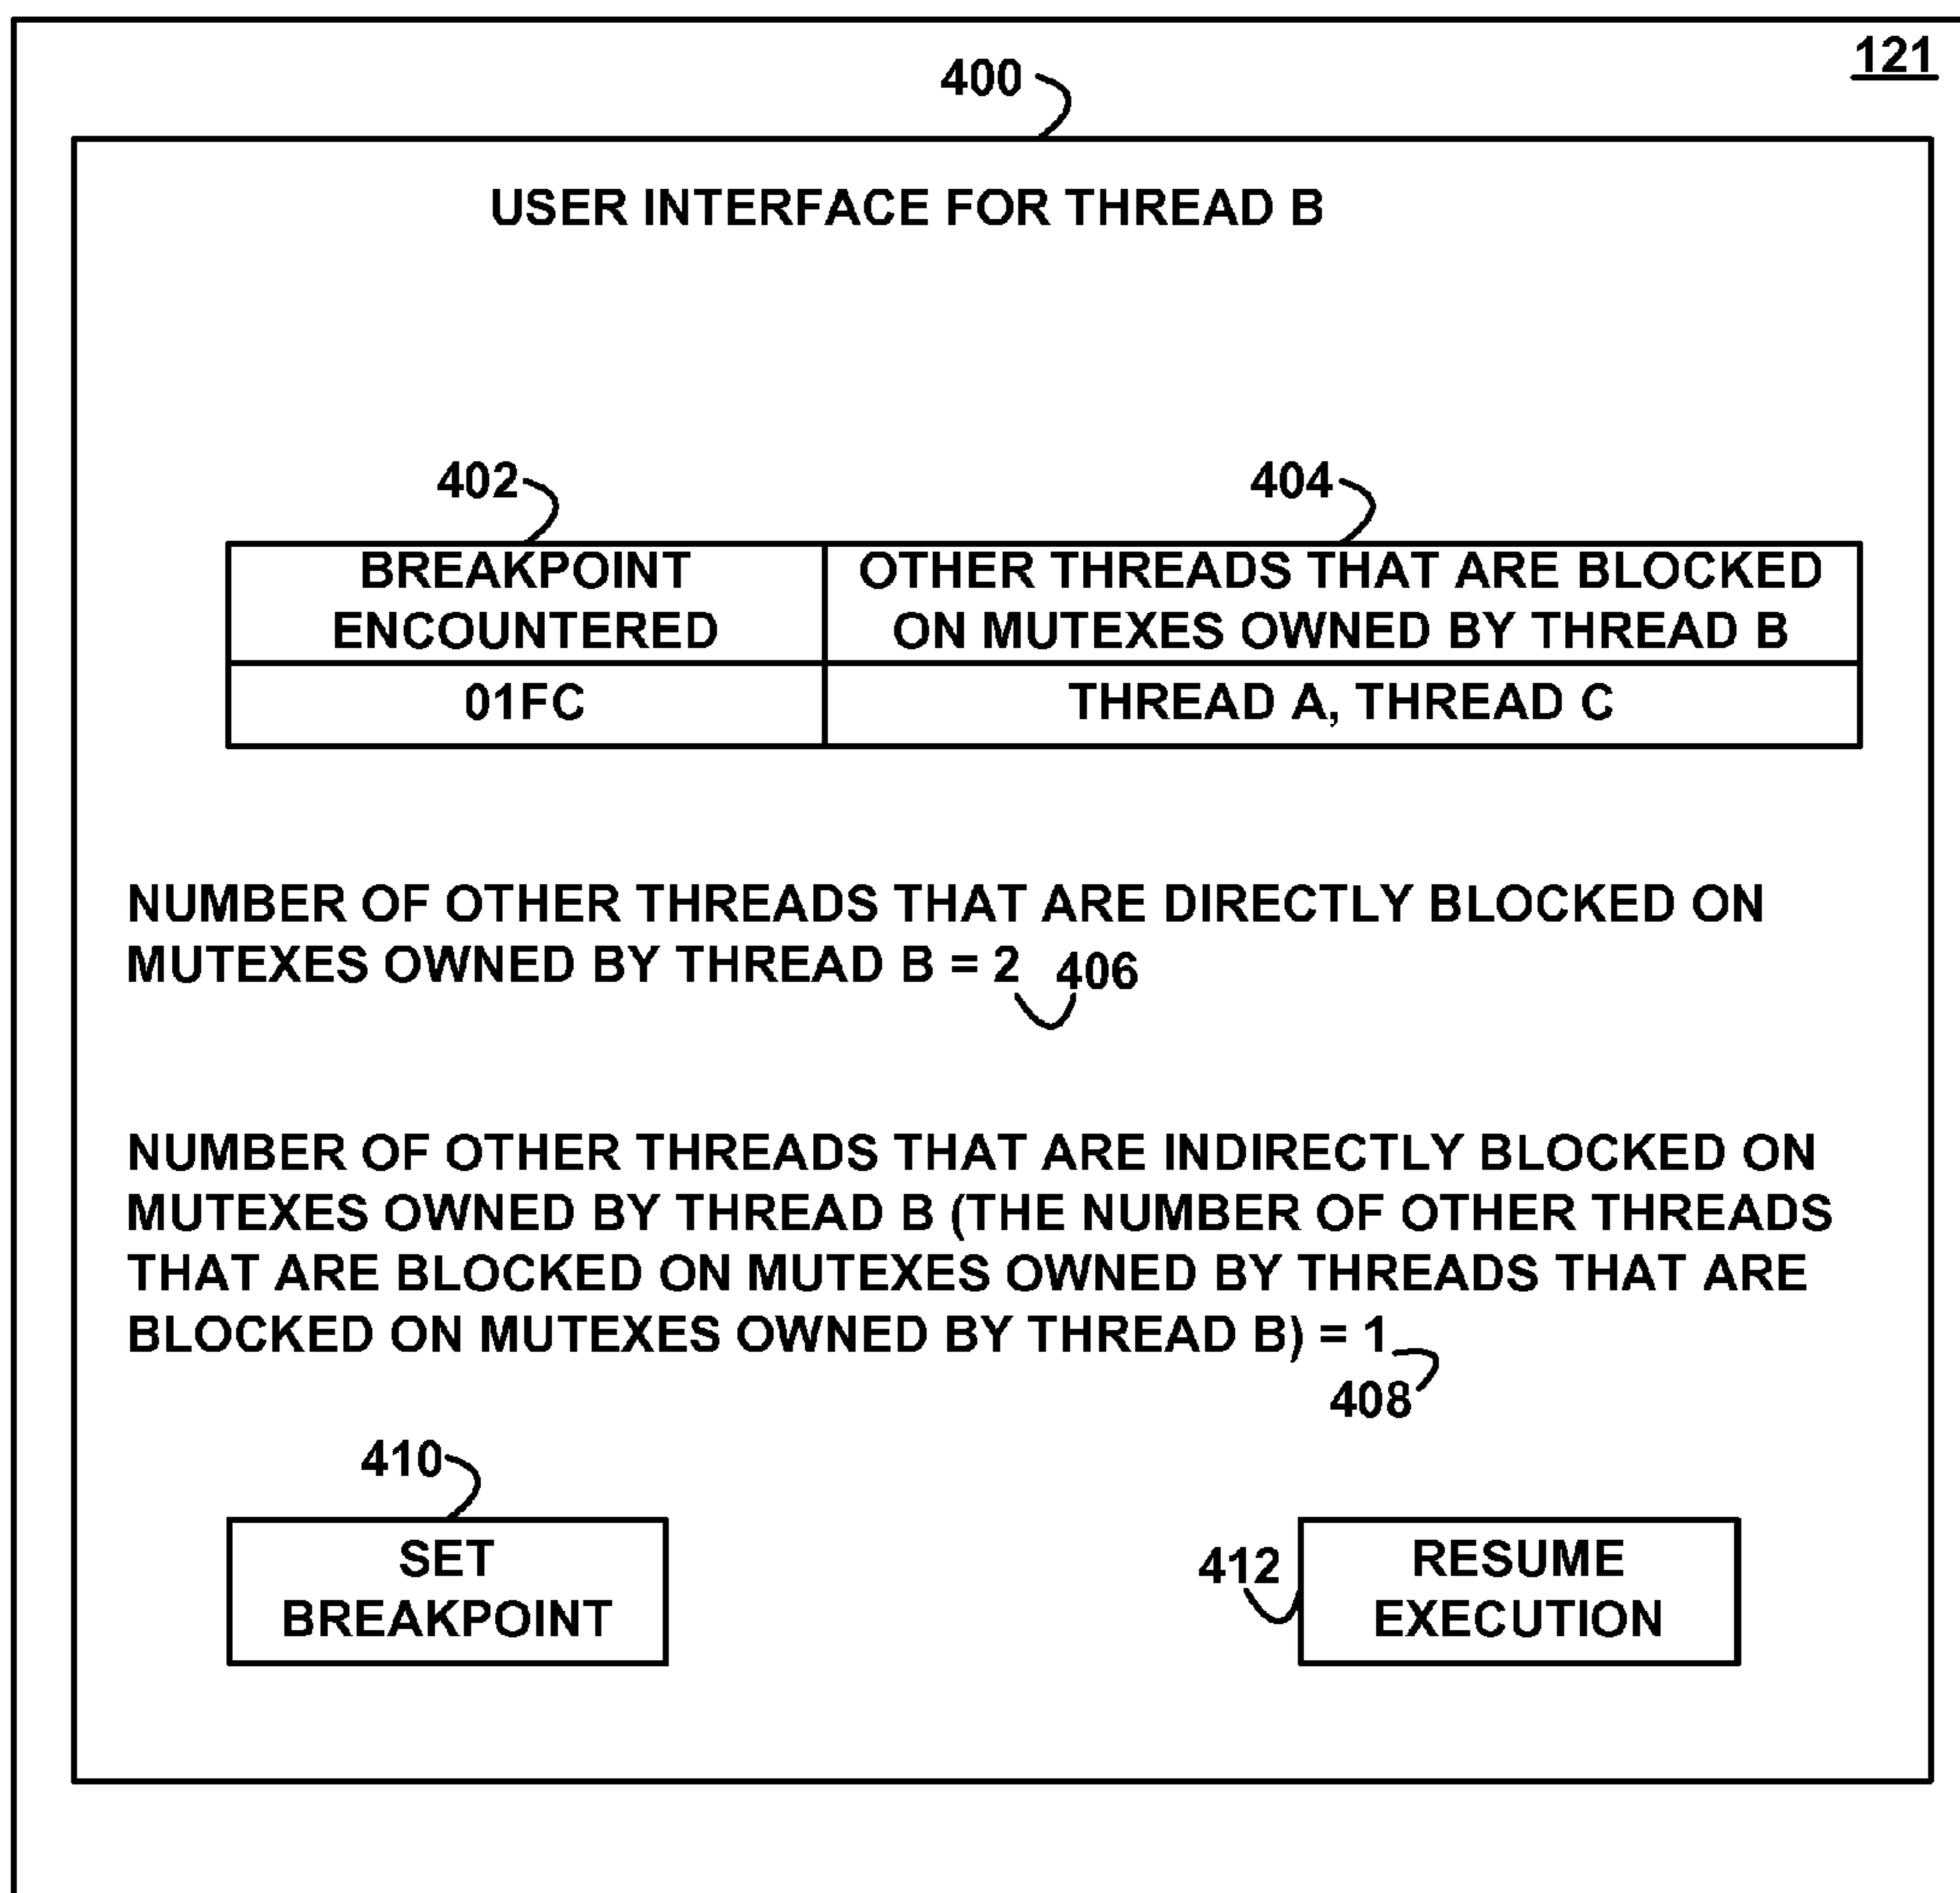 121
400
USER INTERFACE FOR THREAD B
402
404
BREAKPOINT
ENCOUNTERED
OTHER THREADS THAT ARE BLOCKED
ON MUTEXES OWNED BY THREAD B
01FC
THREAD A, THREAD C
NUMBER OF OTHER THREADS THAT ARE DIRECTLY BLOCKED ON
MUTEXES OWNED BY THREAD B = 2
406
NUMBER OF OTHER THREADS THAT ARE INDIRECTLY BLOCKED ON
MUTEXES OWNED BY THREAD B (THE NUMBER OF OTHER THREADS
THAT ARE BLOCKED ON MUTEXES OWNED BY THREADS THAT ARE
BLOCKED ON MUTEXES OWNED BY THREAD B) = 1
408
410
SET
BREAKPOINT
412
RESUME
EXECUTION